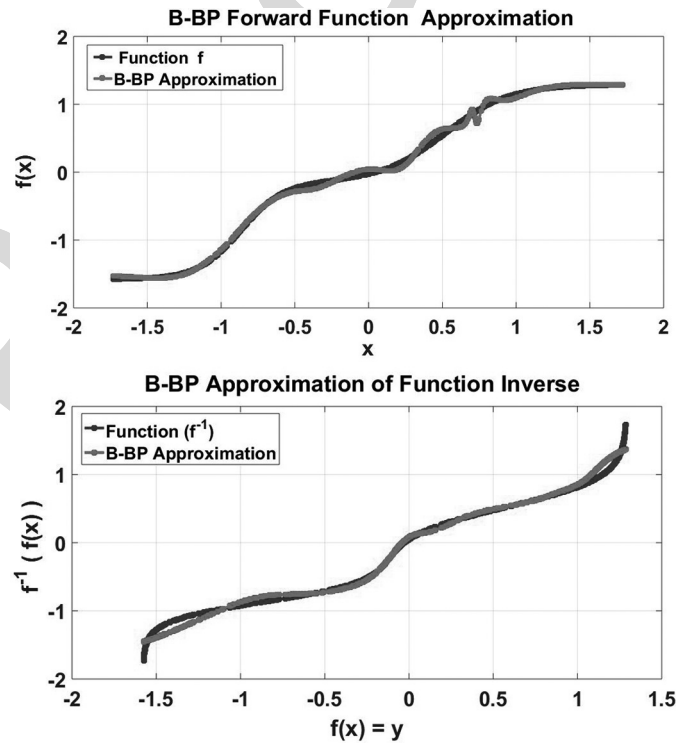 B-BP Forward Function Approximation
2
Function f
B-BP Approximation
1
f(x)
0
-1
-2
-2 -1.5 -1 -0.5 0 0.5 1 1.5 2
x
B-BP Approximation of Function Inverse
2
Function (f-1)
B-BP Approximation
1
f-1 ( f(x) )
0
-1
-2
-2 -1.5 -1 -0.5 0 0.5 1 1.5
f(x) = y